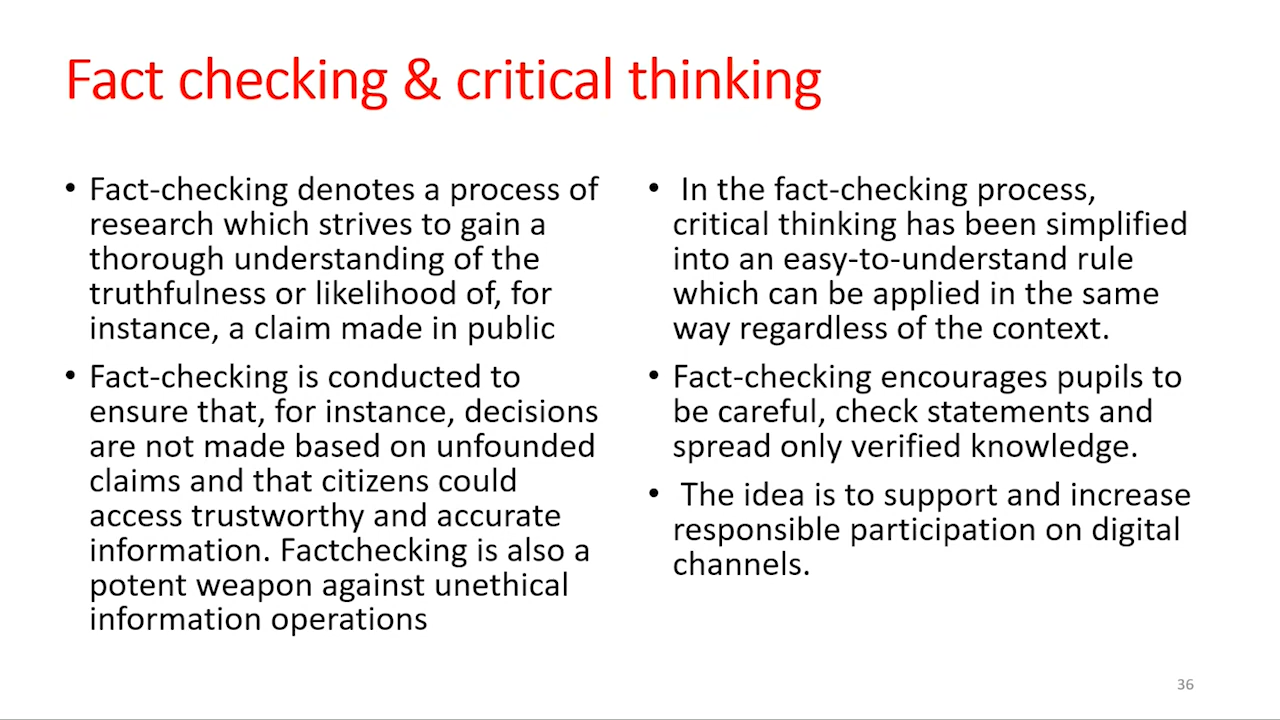 Fact checking & critical thinking
• Fact-checking denotes a process of
research which strives to gain a
thorough understanding of the
truthfulness or likelihood of, for
instance, a claim made in public
• Fact-checking is conducted to
ensure that, for instance, decisions
are not made based on unfounded
claims and that citizens could
access trustworthy and accurate
information. Factchecking is also a
potent weapon against unethical
information operations
• In the fact-checking process,
critical thinking has been simplified
into an easy-to-understand rule
which can be applied in the same
way regardless of the context.
• Fact-checking encourages pupils to
be careful, check statements and
spread only verified knowledge.
• The idea is to support and increase
responsible participation on digital
channels.
36